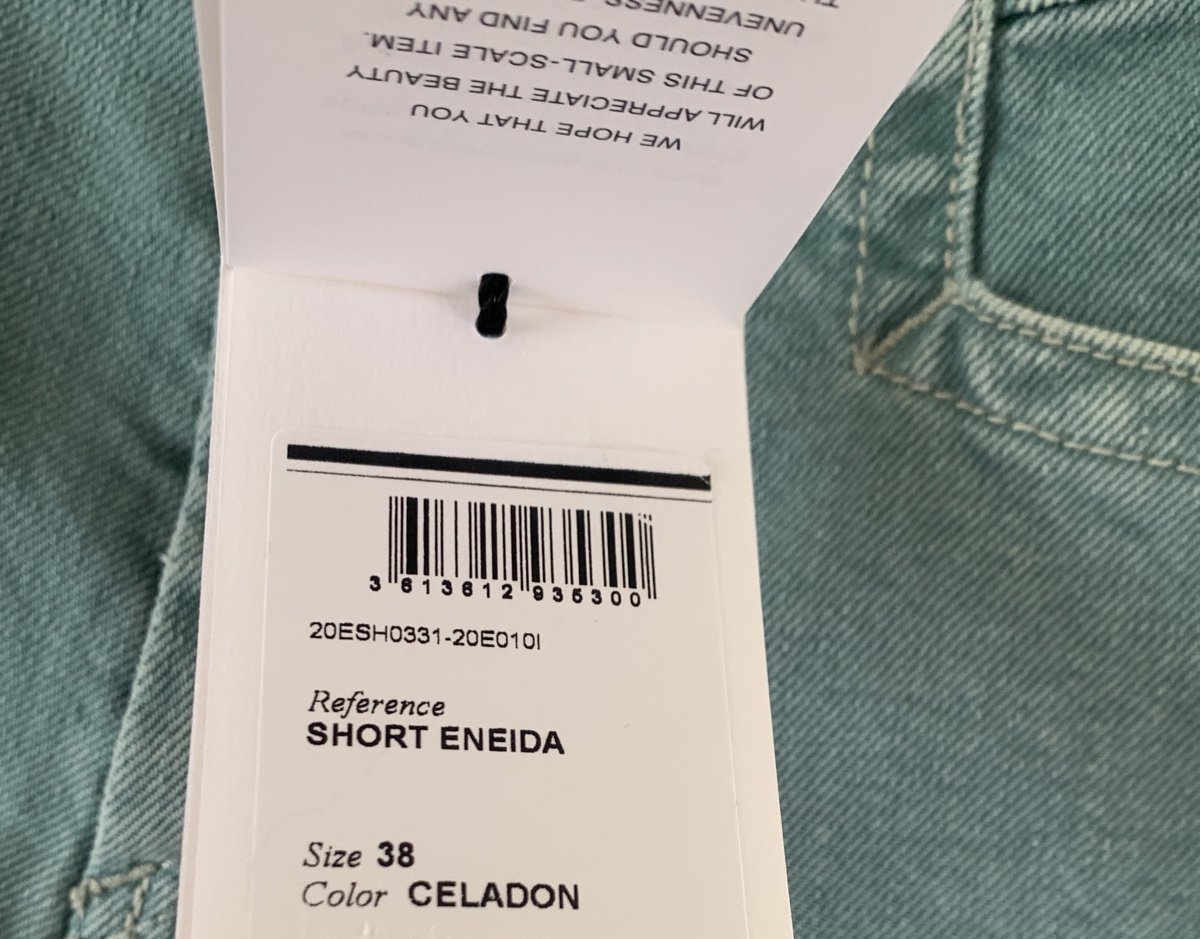 WE HOPE THAT YOU
WILL APPRECIATE THE BEAUTY
OF THIS SMALL-SCALE ITEM.
SHOULD YOU FIND ANY
UNEVENNESS
3 613612 935300
20ESH0331-20E010I
Reference
SHORT ENEIDA
Size 38
Color CELADON